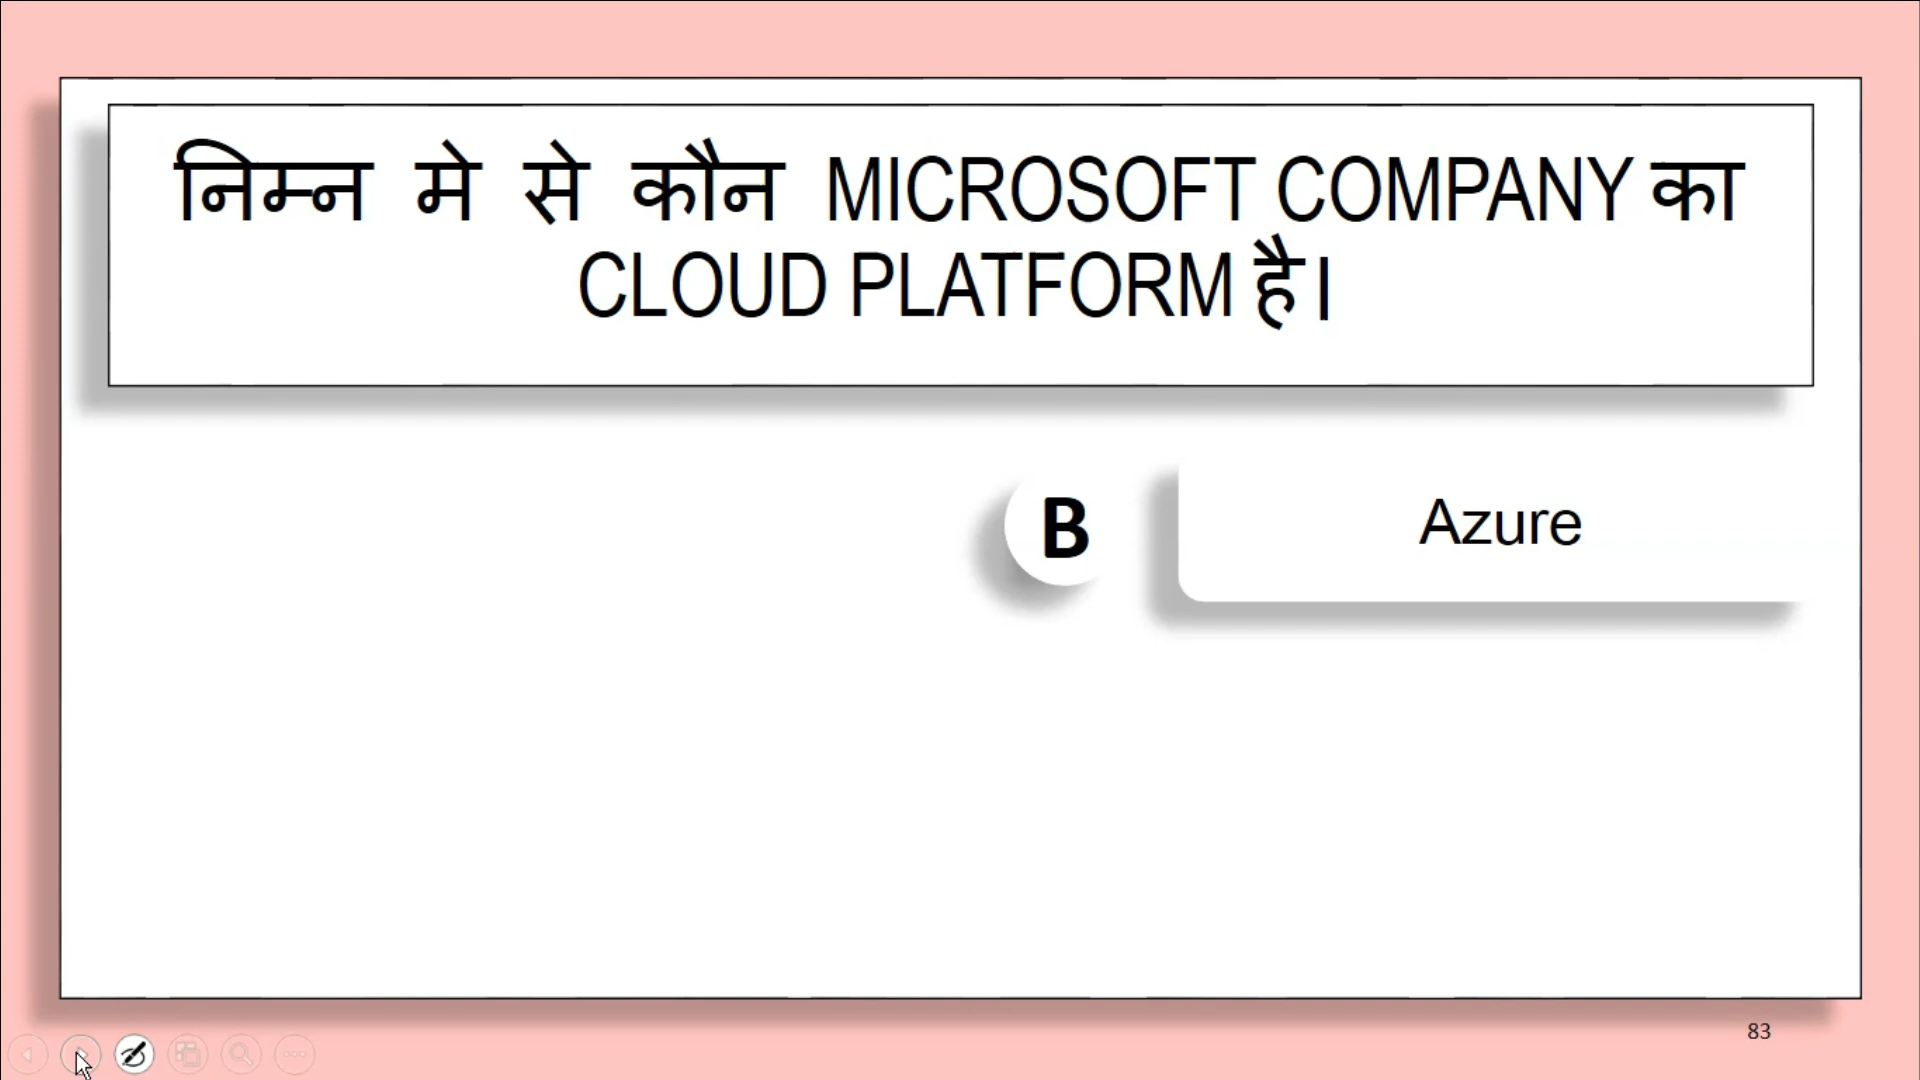 निम्न मे से कौन MICROSOFT COMPANY का
CLOUD PLATFORM है।
B
Azure
83